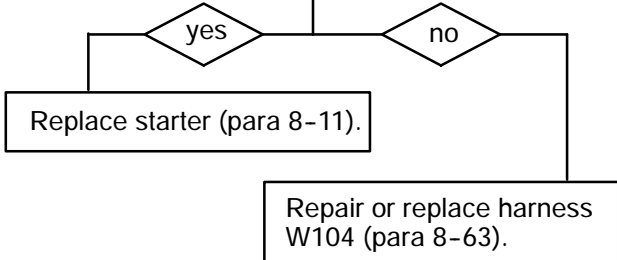 yes
no
Replace starter (para 8-11).
Repair or replace harness
W104 (para 8-63).